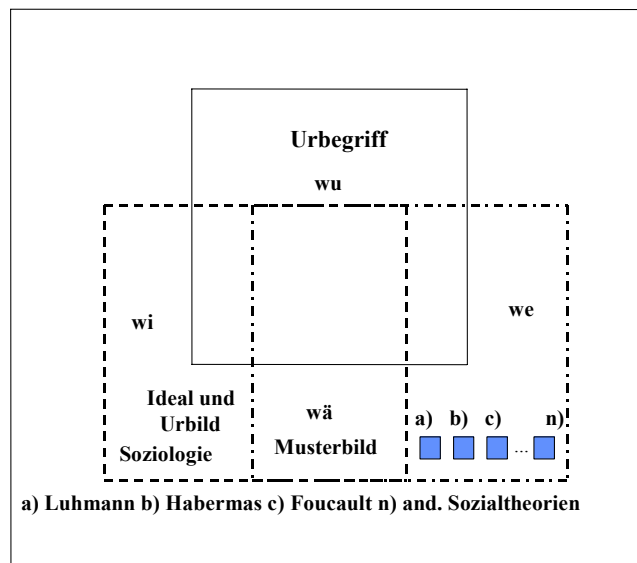 Urbegriff
wu
wi
we
Ideal und
Urbild
Soziologie
wä
Musterbild
a) b) c) n)
...
a) Luhmann b) Habermas c) Foucault n) and. Sozialtheorien